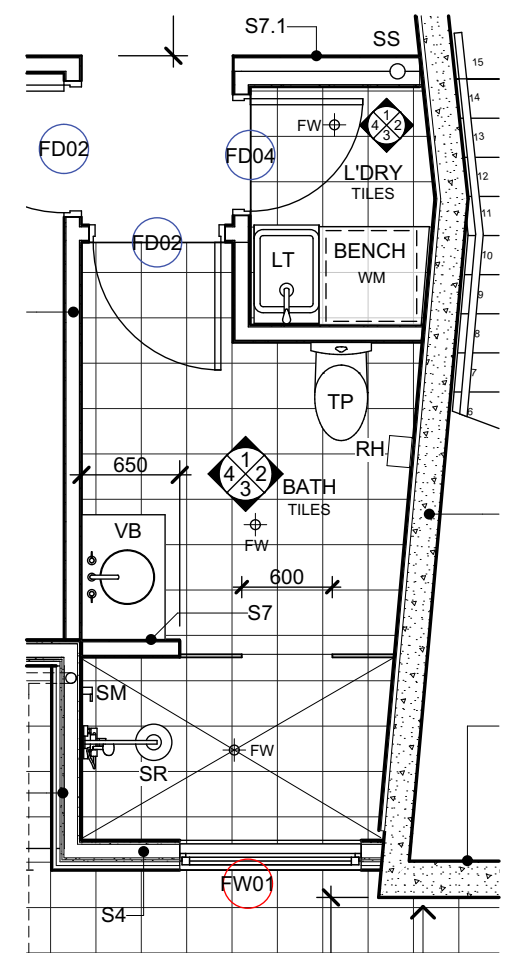 S7.1
SS
15
14
FW
1
4 2
3
13
FD02
FD04
L'DRY
TILES
12
11
FD02
BENCH
LT
WM
10
9
8
7
TP
6
RH
650
1
4 2
3
BATH
TILES
VB
FW
600
S7
SM
FW
SR
FW01
S4